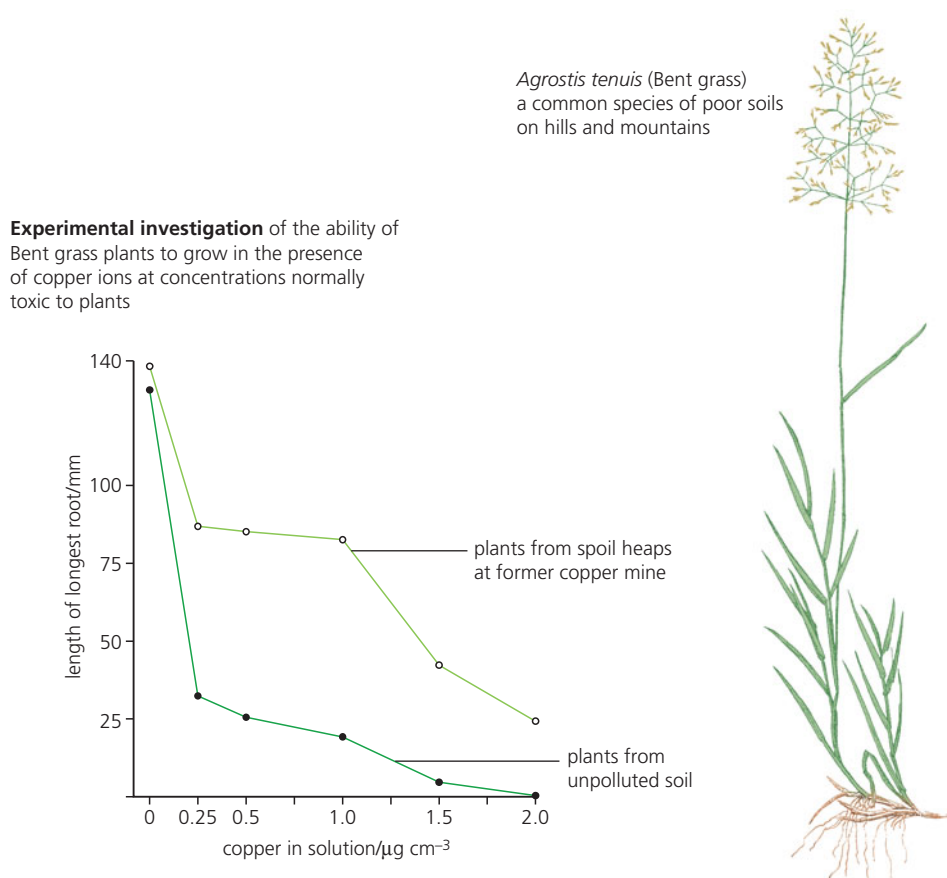 Agrostis tenuis (Bent grass)
a common species of poor soils
on hills and mountains
Experimental investigation of the ability of
Bent grass plants to grow in the presence
of copper ions at concentrations normally
toxic to plants
140
100
75
50
25
length of longest root/mm
plants from spoil heaps
at former copper mine
plants from
unpolluted soil
0 0.25 0.5 1.0 1.5 2.0
copper in solution/μg cm–3